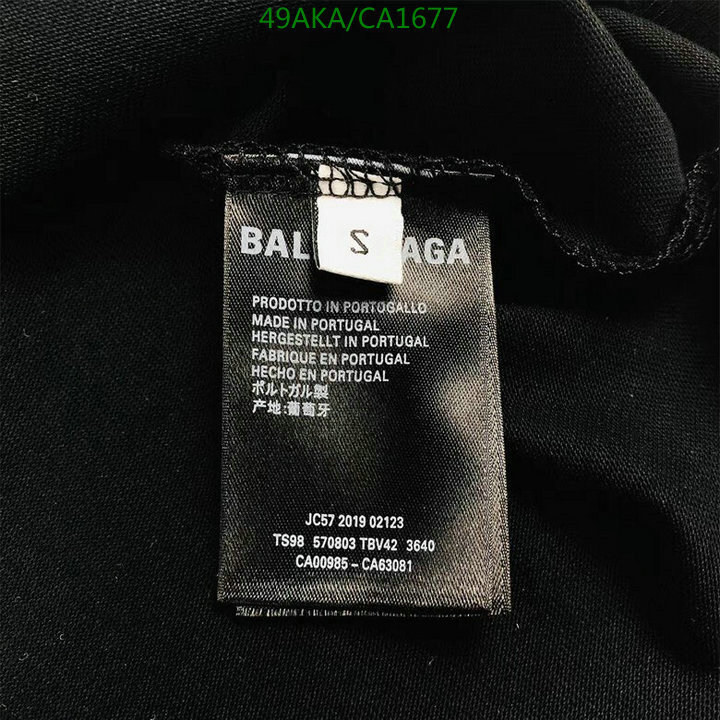 49AKA/CA1677
S
BAL AGA
PRODOTTO IN PORTOGALLO
MADE IN PORTUGAL
HERGESTELLT IN PORTUGAL
FABRIQUE EN PORTUGAL
HECHO EN PORTUGAL
ポルトガル製
产地:葡萄牙
JC57 2019 02123
TS98 570803 TBV42 3640
CA00985 – CA63081